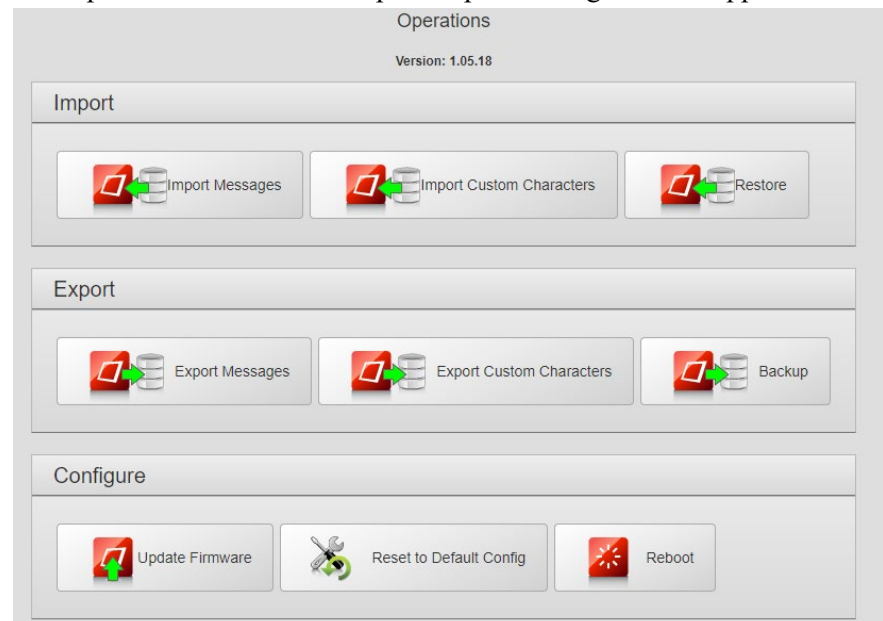 Operations
Version: 1.05.18
Import
Import Messages
Import Custom Characters
Restore
Export
Export Messages
Export Custom Characters
Backup
Configure
Update Firmware
Reset to Default Config
Reboot